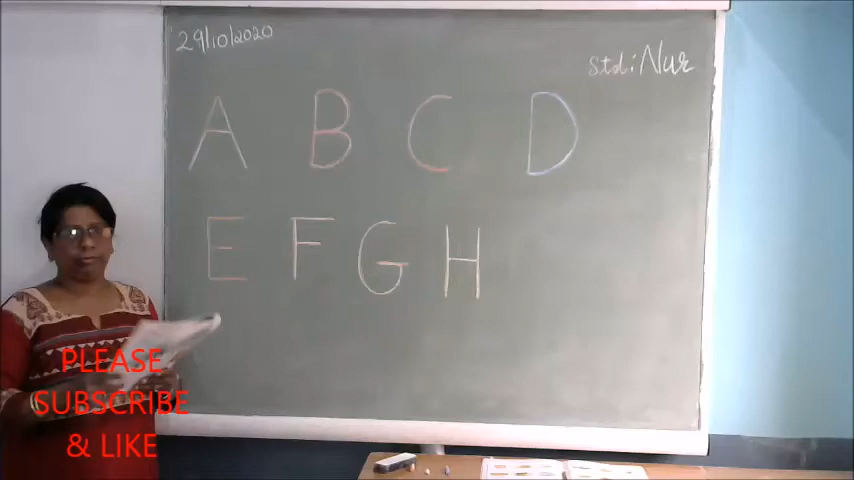 29/10/2020
Std: Nur
A B C D
E F G H
PLEASE
SUBSCRIBE
& LIKE